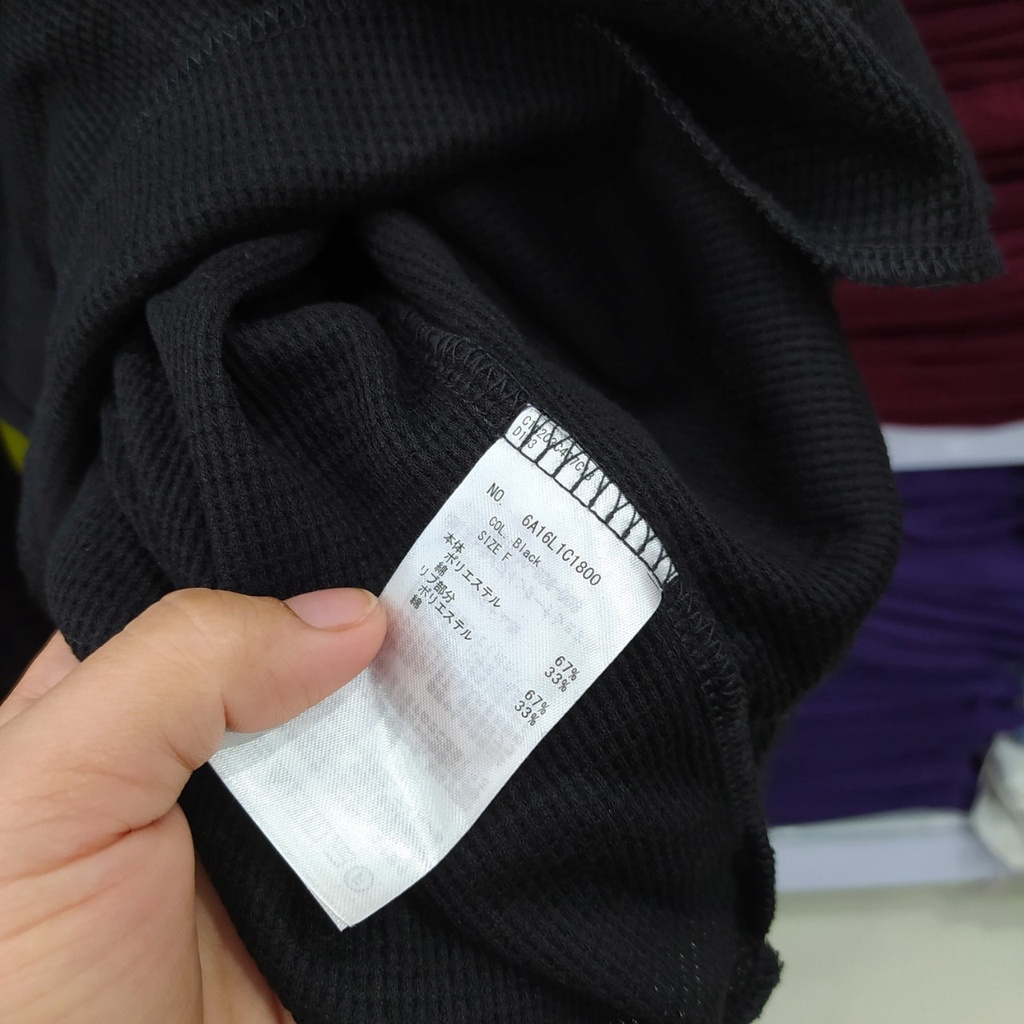 NO. 6A16L1C1800
COL. Black
SIZE F
本体
ポリエステル 67%
綿 33%
リブ部分
ポリエステル 67%
綿 33%